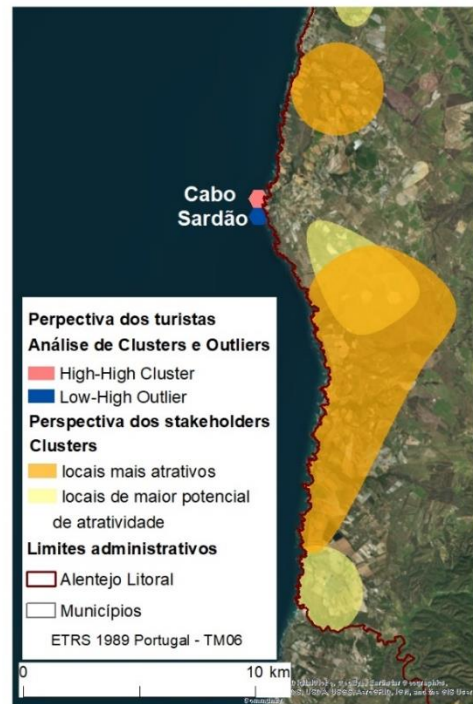 Cabo
Sardão
Perpectiva dos turistas
Análise de Clusters e Outliers
High-High Cluster
Low-High Outlier
Perspetiva dos stakeholders
Clusters
locais mais atrativos
locais de maior potencial
de atratividade
Limites administrativos
Alentejo Litoral
Municípios
ETRS 1989 Portugal - TM06
0
10 km